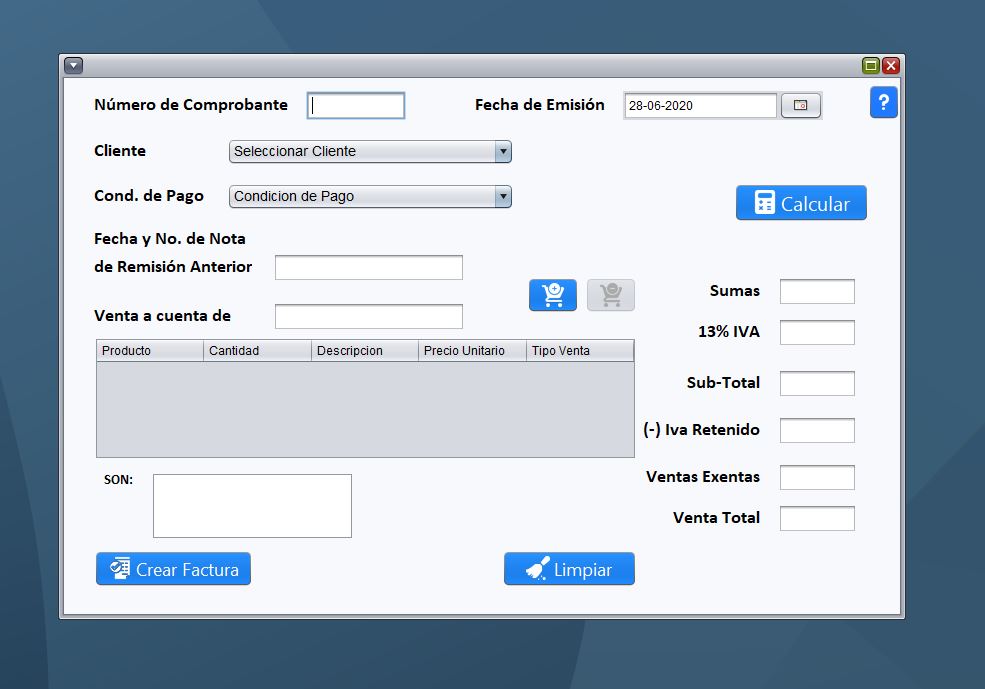 Número de Comprobante
Fecha de Emisión
28-06-2020
?
Cliente
Seleccionar Cliente
Cond. de Pago
Condicion de Pago
Calcular
Fecha y No. de Nota
de Remisión Anterior
Venta a cuenta de
Sumas
13% IVA
Producto
Cantidad
Descripcion
Precio Unitario
Tipo Venta
Sub-Total
(-) Iva Retenido
Ventas Exentas
SON:
Venta Total
Crear Factura
Limpiar